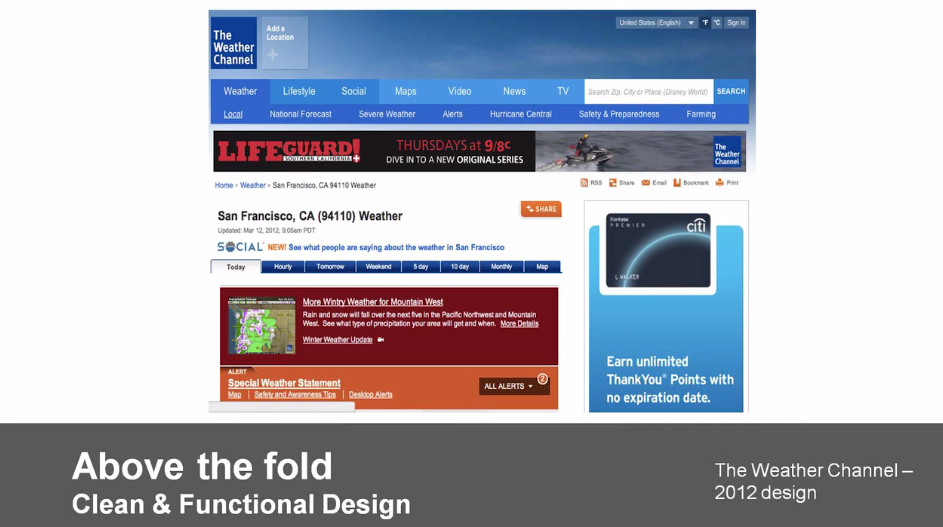 The
Weather
Channel
Add a
Location
+
United States (English) °F °C Sign In
Weather Lifestyle Social Maps Video News TV Search Zip, City or Place (Disney World) SEARCH
Local National Forecast Severe Weather Alerts Hurricane Central Safety & Preparedness Farming
LIFEGUARD!
SOUTHERN CALIFORNIA
THURSDAYS at 9/8c
DIVE IN TO A NEW ORIGINAL SERIES
The
Weather
Channel
Home › Weather › San Francisco, CA 94110 Weather
RSS Share Email Bookmark Print
San Francisco, CA (94110) Weather
SHARE
Updated: Mar 12, 2012, 9:05am PDT
SOCIAL NEW! See what people are saying about the weather in San Francisco
Today Hourly Tomorrow Weekend 5 day 10 day Monthly Map
More Wintry Weather for Mountain West
Rain and snow will fall over the next five in the Pacific Northwest and Mountain
West. See what type of precipitation your area will get and when. More Details
Winter Weather Update
ALERT
Special Weather Statement
Map | Safety and Awareness Tips | Desktop Alerts
ALL ALERTS 2
thankyou
PREMIER
citi
L WALKER
Earn unlimited
ThankYou® Points with
no expiration date.
Above the fold
Clean & Functional Design
The Weather Channel –
2012 design